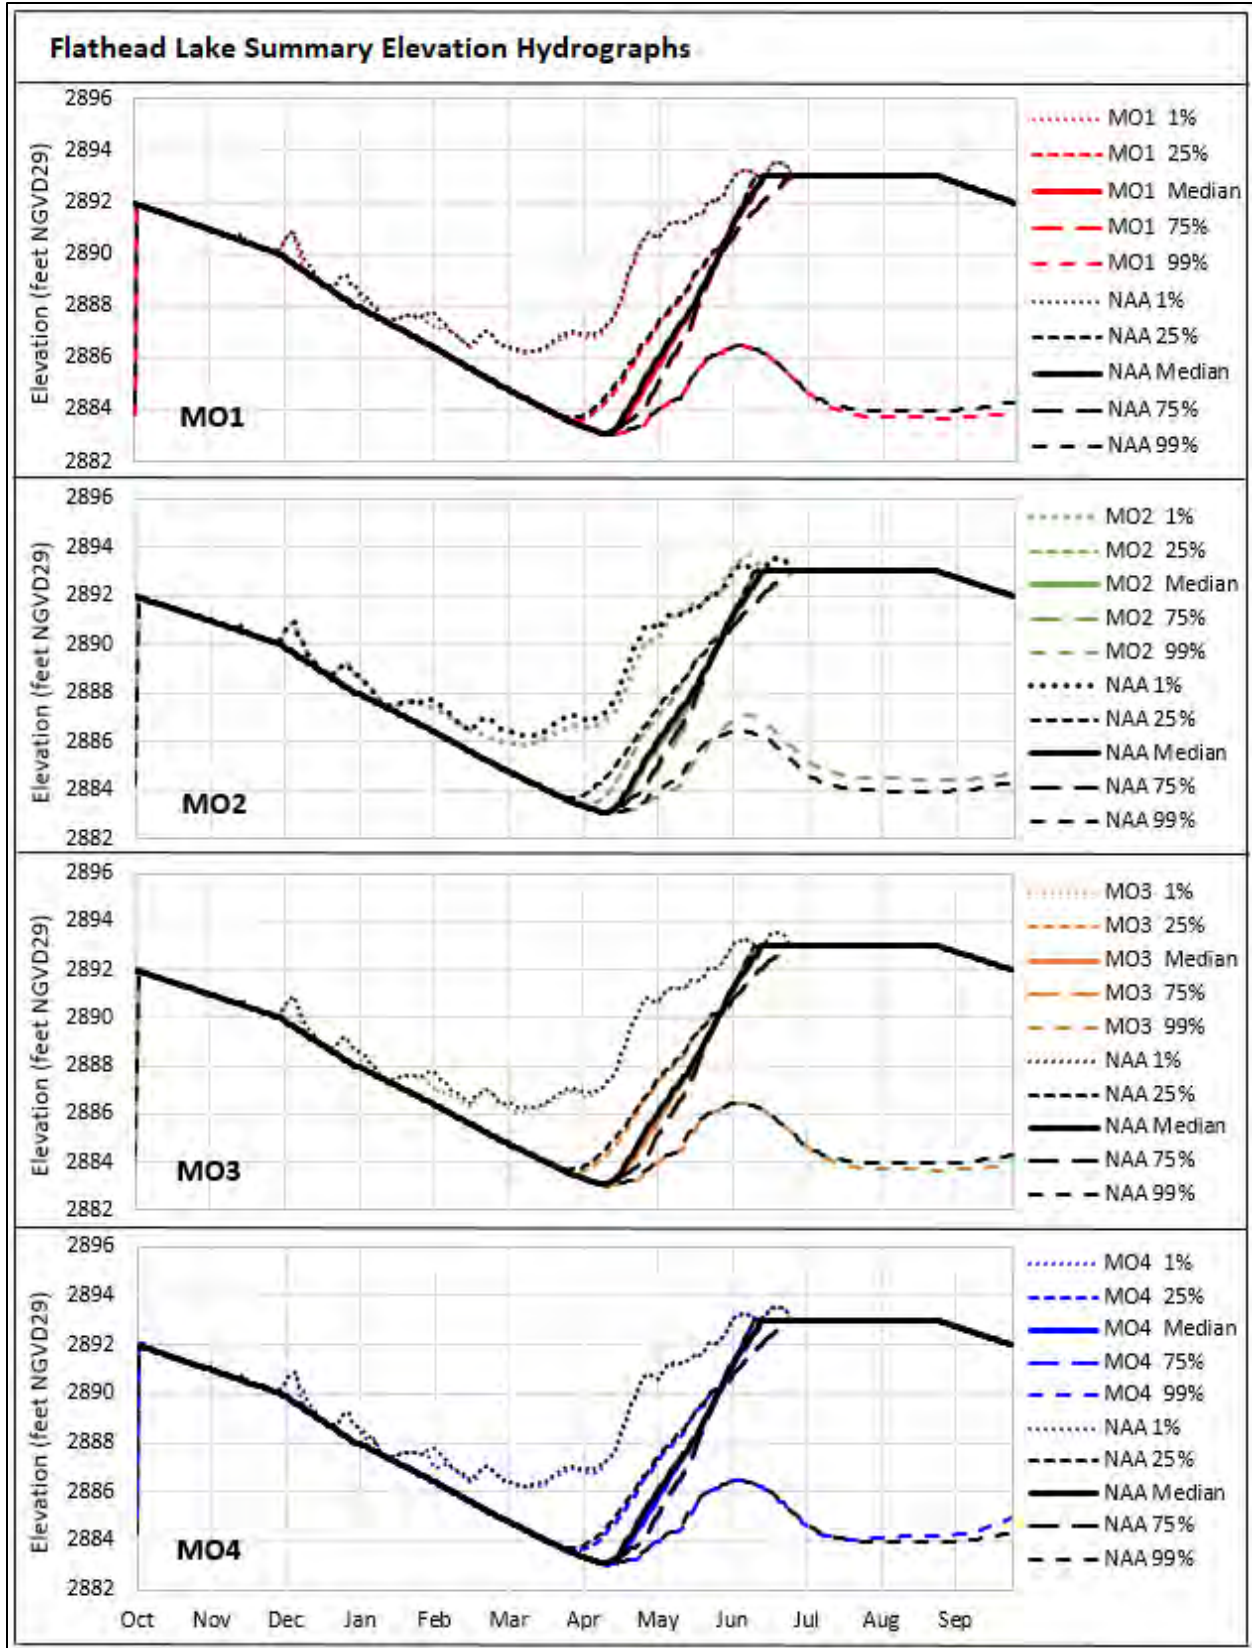 Flathead Lake Summary Elevation Hydrographs
Elevation (feet NGVD29)
2896
2894
2892
2890
2888
2886
2884
2882
MO1
MO1 1%
MO1 25%
MO1 Median
MO1 75%
MO1 99%
NAA 1%
NAA 25%
NAA Median
NAA 75%
NAA 99%
Elevation (feet NGVD29)
2896
2894
2892
2890
2888
2886
2884
2882
MO2
MO2 1%
MO2 25%
MO2 Median
MO2 75%
MO2 99%
NAA 1%
NAA 25%
NAA Median
NAA 75%
NAA 99%
Elevation (feet NGVD29)
2896
2894
2892
2890
2888
2886
2884
2882
MO3
MO3 1%
MO3 25%
MO3 Median
MO3 75%
MO3 99%
NAA 1%
NAA 25%
NAA Median
NAA 75%
NAA 99%
Elevation (feet NGVD29)
2896
2894
2892
2890
2888
2886
2884
2882
MO4
MO4 1%
MO4 25%
MO4 Median
MO4 75%
MO4 99%
NAA 1%
NAA 25%
NAA Median
NAA 75%
NAA 99%
Oct Nov Dec Jan Feb Mar Apr May Jun Jul Aug Sep